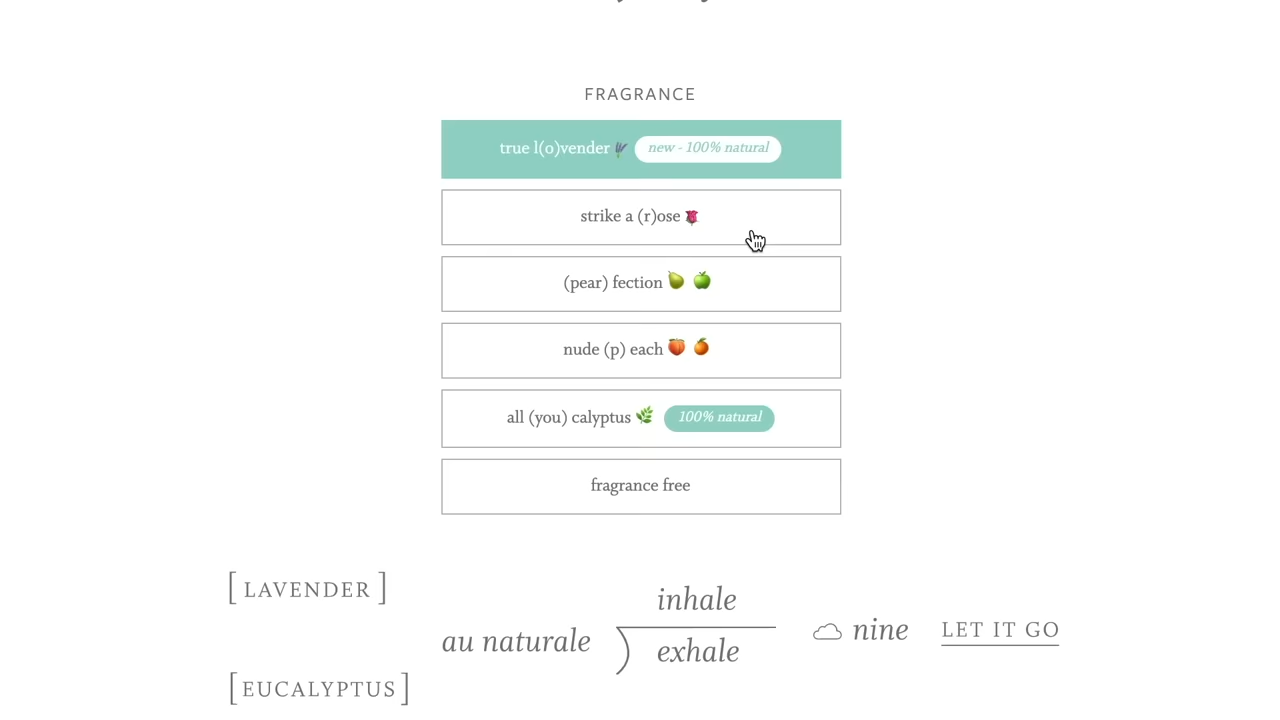 FRAGRANCE
true l(o)vender new - 100% natural
strike a (r)ose
(pear) fection
nude (p) each
all (you) calyptus 100% natural
fragrance free
[ LAVENDER ]
[ EUCALYPTUS ]
au naturale
inhale
exhale
nine
LET IT GO